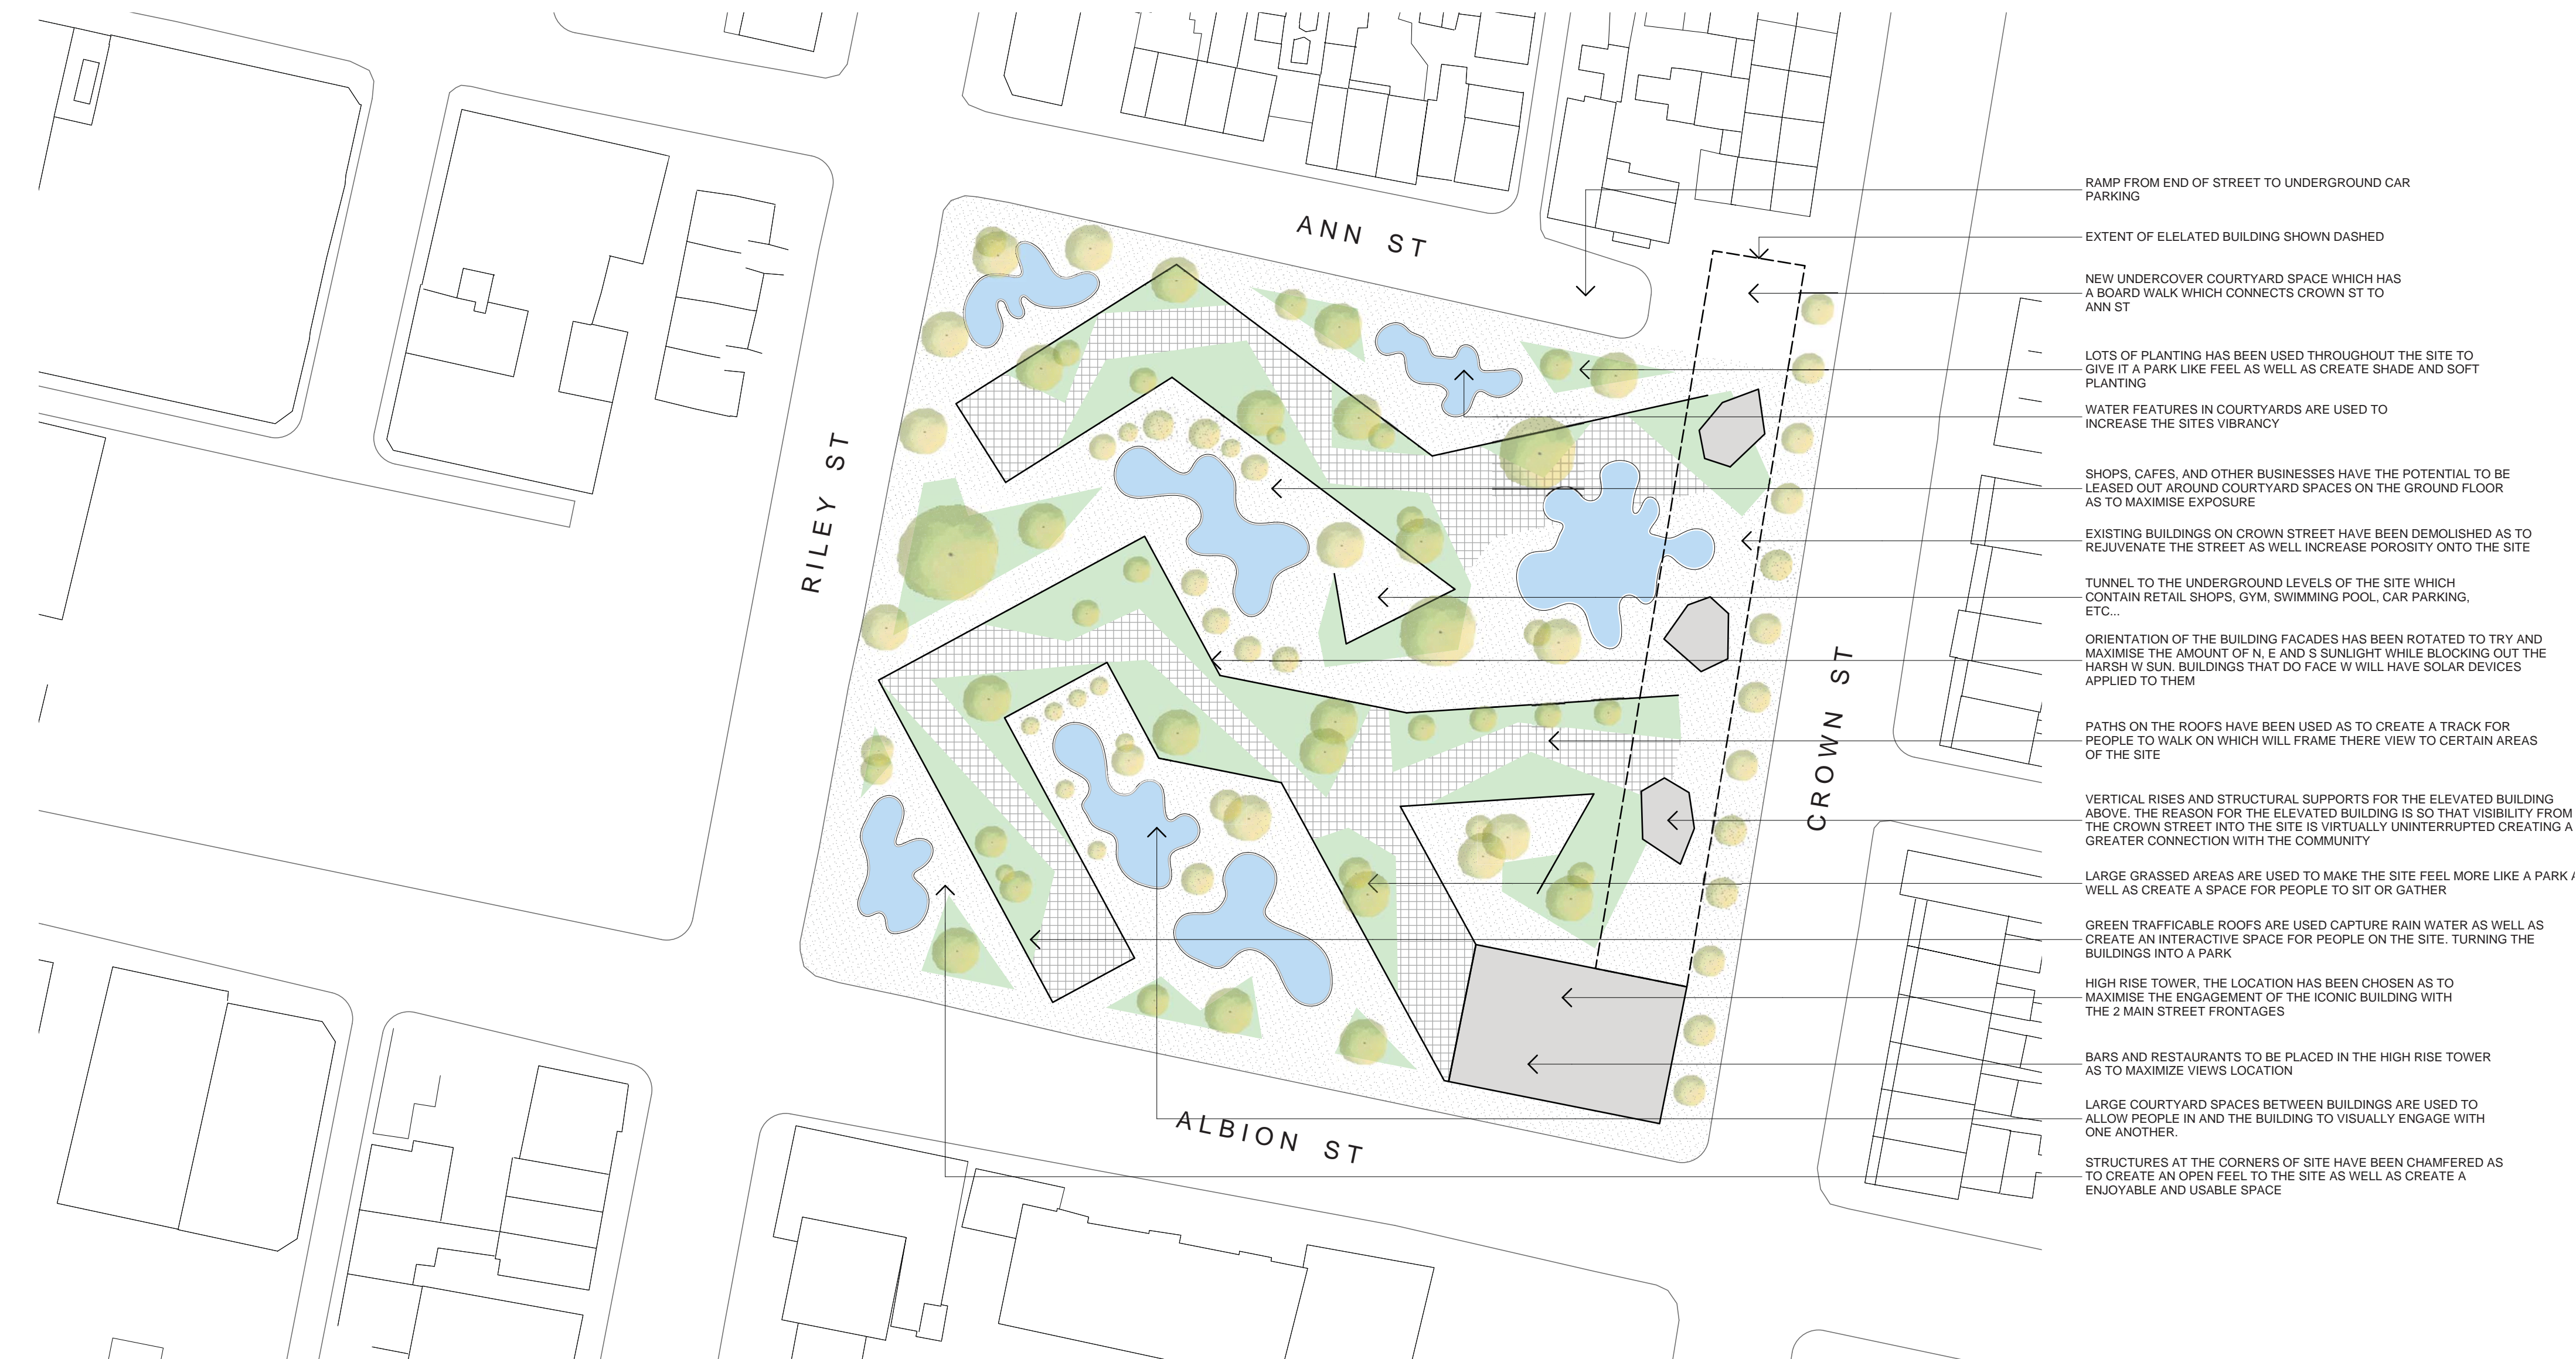 ANN ST
RILEY ST
CROWN ST
ALBION ST
RAMP FROM END OF STREET TO UNDERGROUND CAR
PARKING
EXTENT OF ELELATED BUILDING SHOWN DASHED
NEW UNDERCOVER COURTYARD SPACE WHICH HAS
A BOARD WALK WHICH CONNECTS CROWN ST TO
ANN ST
LOTS OF PLANTING HAS BEEN USED THROUGHOUT THE SITE TO
GIVE IT A PARK LIKE FEEL AS WELL AS CREATE SHADE AND SOFT
PLANTING
WATER FEATURES IN COURTYARDS ARE USED TO
INCREASE THE SITES VIBRANCY
SHOPS, CAFES, AND OTHER BUSINESSES HAVE THE POTENTIAL TO BE
LEASED OUT AROUND COURTYARD SPACES ON THE GROUND FLOOR
AS TO MAXIMISE EXPOSURE
EXISTING BUILDINGS ON CROWN STREET HAVE BEEN DEMOLISHED AS TO
REJUVENATE THE STREET AS WELL INCREASE POROSITY ONTO THE SITE
TUNNEL TO THE UNDERGROUND LEVELS OF THE SITE WHICH
CONTAIN RETAIL SHOPS, GYM, SWIMMING POOL, CAR PARKING,
ETC...
ORIENTATION OF THE BUILDING FACADES HAS BEEN ROTATED TO TRY AND
MAXIMISE THE AMOUNT OF N, E AND S SUNLIGHT WHILE BLOCKING OUT THE
HARSH W SUN. BUILDINGS THAT DO FACE W WILL HAVE SOLAR DEVICES
APPLIED TO THEM
PATHS ON THE ROOFS HAVE BEEN USED AS TO CREATE A TRACK FOR
PEOPLE TO WALK ON WHICH WILL FRAME THERE VIEW TO CERTAIN AREAS
OF THE SITE
VERTICAL RISES AND STRUCTURAL SUPPORTS FOR THE ELEVATED BUILDING
ABOVE. THE REASON FOR THE ELEVATED BUILDING IS SO THAT VISIBILITY FROM
THE CROWN STREET INTO THE SITE IS VIRTUALLY UNINTERRUPTED CREATING A
GREATER CONNECTION WITH THE COMMUNITY
LARGE GRASSED AREAS ARE USED TO MAKE THE SITE FEEL MORE LIKE A PARK
WELL AS CREATE A SPACE FOR PEOPLE TO SIT OR GATHER
GREEN TRAFFICABLE ROOFS ARE USED CAPTURE RAIN WATER AS WELL AS
CREATE AN INTERACTIVE SPACE FOR PEOPLE ON THE SITE. TURNING THE
BUILDINGS INTO A PARK
HIGH RISE TOWER, THE LOCATION HAS BEEN CHOSEN AS TO
MAXIMISE THE ENGAGEMENT OF THE ICONIC BUILDING WITH
THE 2 MAIN STREET FRONTAGES
BARS AND RESTAURANTS TO BE PLACED IN THE HIGH RISE TOWER
AS TO MAXIMIZE VIEWS LOCATION
LARGE COURTYARD SPACES BETWEEN BUILDINGS ARE USED TO
ALLOW PEOPLE IN AND THE BUILDING TO VISUALLY ENGAGE WITH
ONE ANOTHER.
STRUCTURES AT THE CORNERS OF SITE HAVE BEEN CHAMFERED AS
TO CREATE AN OPEN FEEL TO THE SITE AS WELL AS CREATE A
ENJOYABLE AND USABLE SPACE